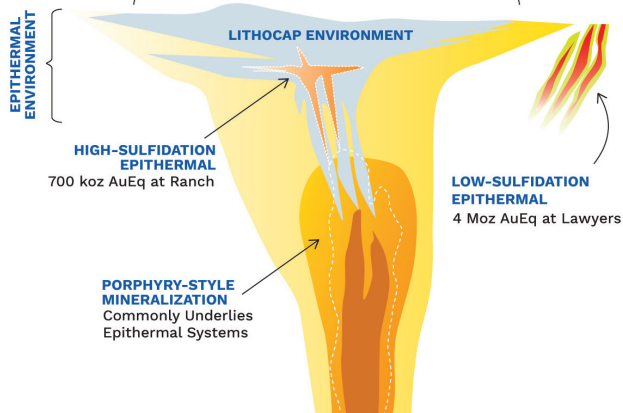 EPITHERMAL
ENVIRONMENT
LITHOCAP ENVIRONMENT
HIGH-SULFIDATION
EPITHERMAL
700 koz AuEq at Ranch
LOW-SULFIDATION
EPITHERMAL
4 Moz AuEq at Lawyers
PORPHYRY-STYLE
MINERALIZATION
Commonly Underlies
Epithermal Systems